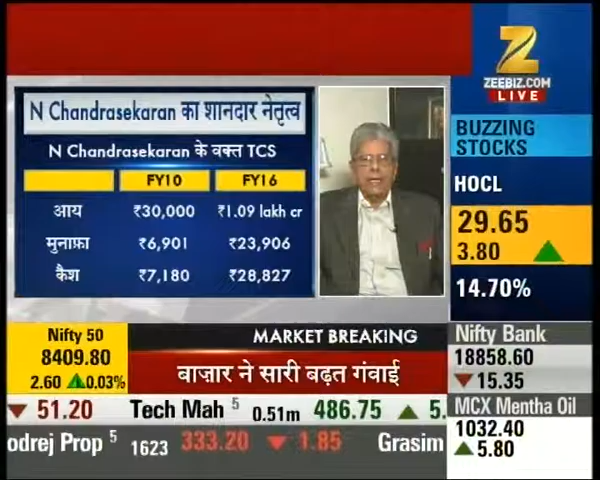 Z
ZEEBIZ.COM
LIVE
N Chandrasekaran का शानदार नेतृत्व
N Chandrasekaran के वक्त TCS
FY10 FY16
आय ₹30,000 ₹1.09 lakh cr
मुनाफ़ा ₹6,901 ₹23,906
कैश ₹7,180 ₹28,827
BUZZING
STOCKS
HOCL
29.65
3.80
14.70%
Nifty 50
8409.80
2.60 0.03%
MARKET BREAKING
बाज़ार ने सारी बढ़त गंवाई
Nifty Bank
18858.60
15.35
51.20 Tech Mah 5 0.51m 486.75 5.
MCX Mentha Oil
1032.40
5.80
odrej Prop 5 1623 333.20 1.85 Grasim